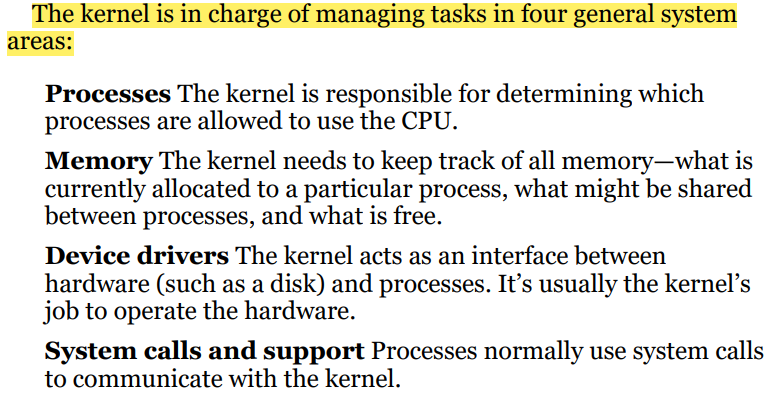 The kernel is in charge of managing tasks in four general system
areas:
Processes The kernel is responsible for determining which
processes are allowed to use the CPU.
Memory The kernel needs to keep track of all memory—what is
currently allocated to a particular process, what might be shared
between processes, and what is free.
Device drivers The kernel acts as an interface between
hardware (such as a disk) and processes. It’s usually the kernel’s
job to operate the hardware.
System calls and support Processes normally use system calls
to communicate with the kernel.